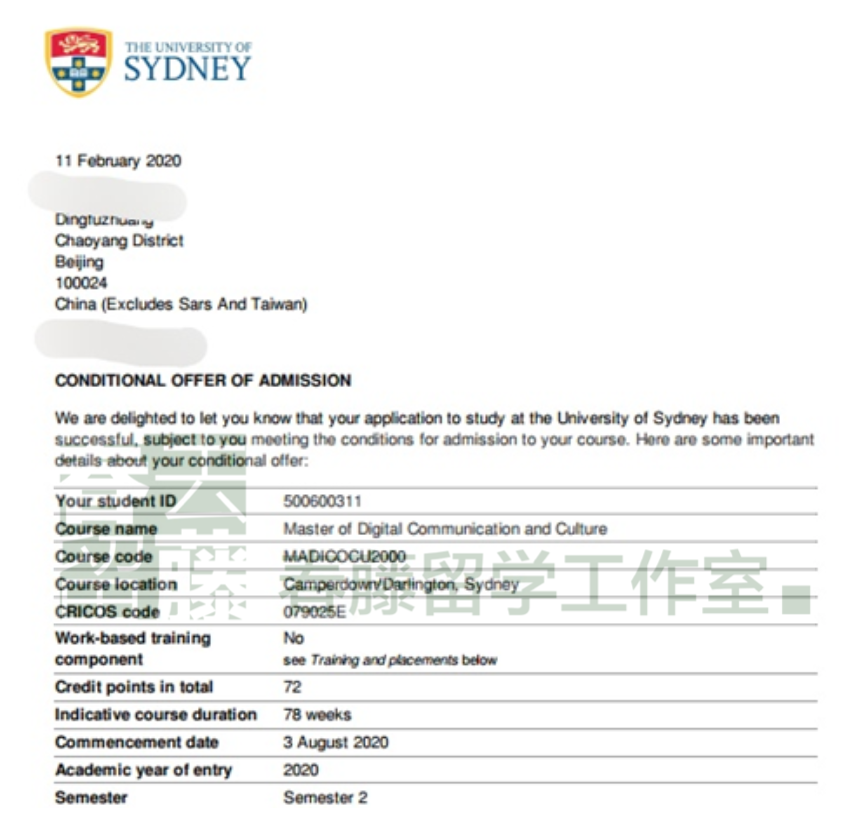 THE UNIVERSITY OF
SYDNEY
11 February 2020
Dingfuzhuang
Chaoyang District
Beijing
100024
China (Excludes Sars And Taiwan)
CONDITIONAL OFFER OF ADMISSION
We are delighted to let you know that your application to study at the University of Sydney has been
successful, subject to you meeting the conditions for admission to your course. Here are some important
details about your conditional offer:
Your student ID 500600311
Course name Master of Digital Communication and Culture
Course code MADICOCU2000
Course location Camperdown/Darlington, Sydney
CRICOS code 079025E
Work-based training No
component see Training and placements below
Credit points in total 72
Indicative course duration 78 weeks
Commencement date 3 August 2020
Academic year of entry 2020
Semester Semester 2
春藤留学工作室